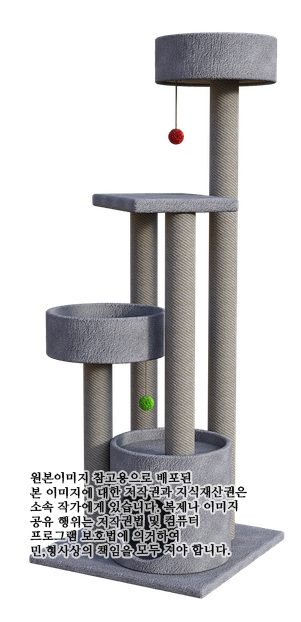 원본이미지 참고용으로 배포된
본 이미지에 대한 저작권과 지식재산권은
소속 작가에게 있습니다. 복제나 이미지
공유 행위는 저작권법 및 컴퓨터
프로그램 보호법에 의거하여
민,형사상의 책임을 모두 져야 합니다.